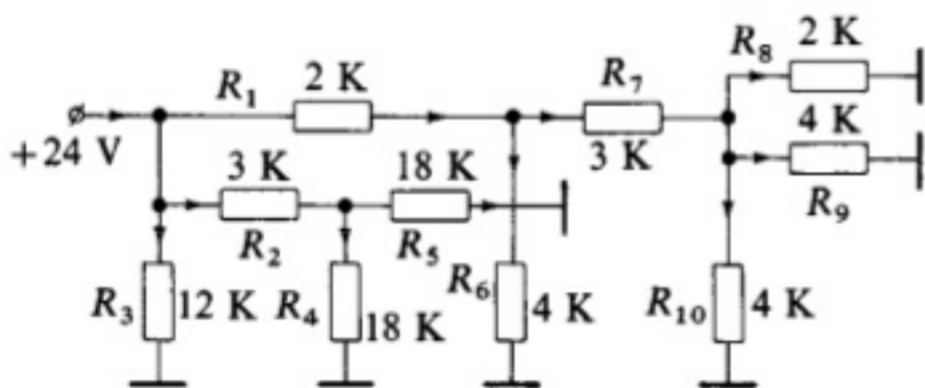 R8 2 K
R1 2 K R7
+24 V 3 K 4 K
3 K 18 K R9
R2 R5
R3 12 K R4 18 K R6 4 K R10 4 K